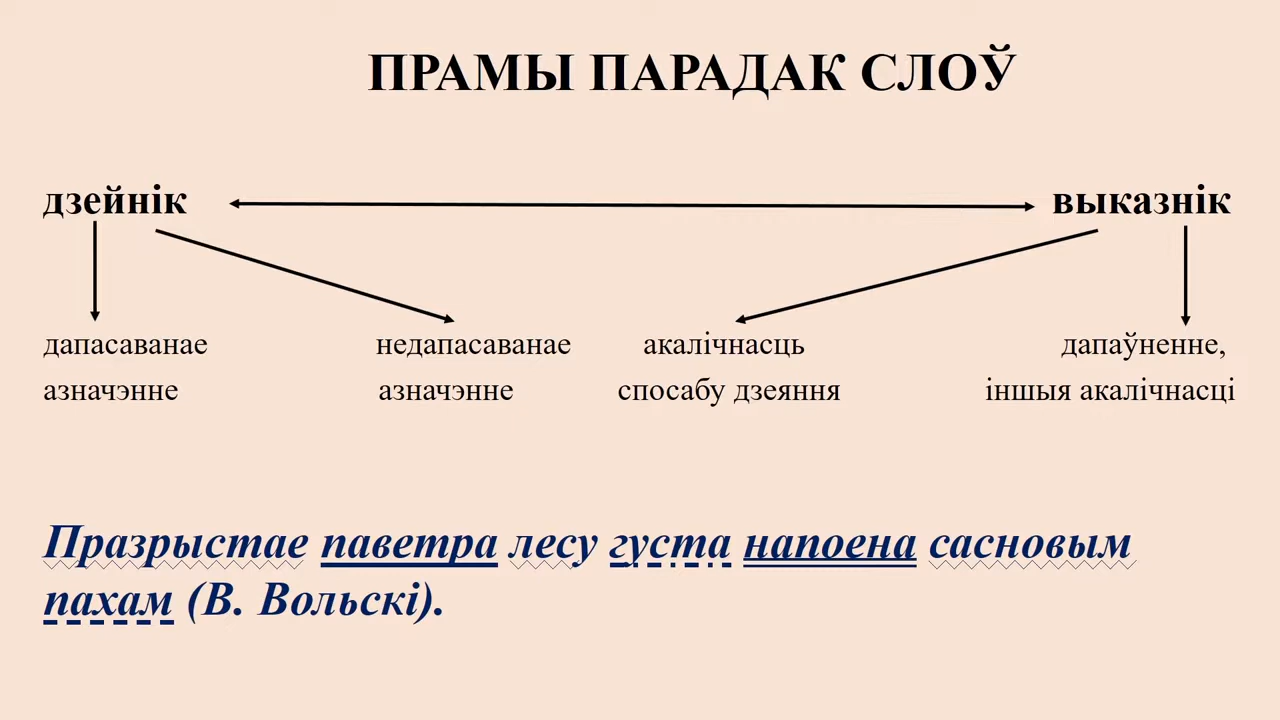 ПРАМЫ ПАРАДАК СЛОЎ
дзейнік выказнік
дапасаванае недапасаванае акалічнасць дапаўненне,
азначэнне азначэнне спосабу дзеяння іншыя акалічнасці
Празрыстае паветра лесу густа напоена сасновым
пахам (В. Вольскі).